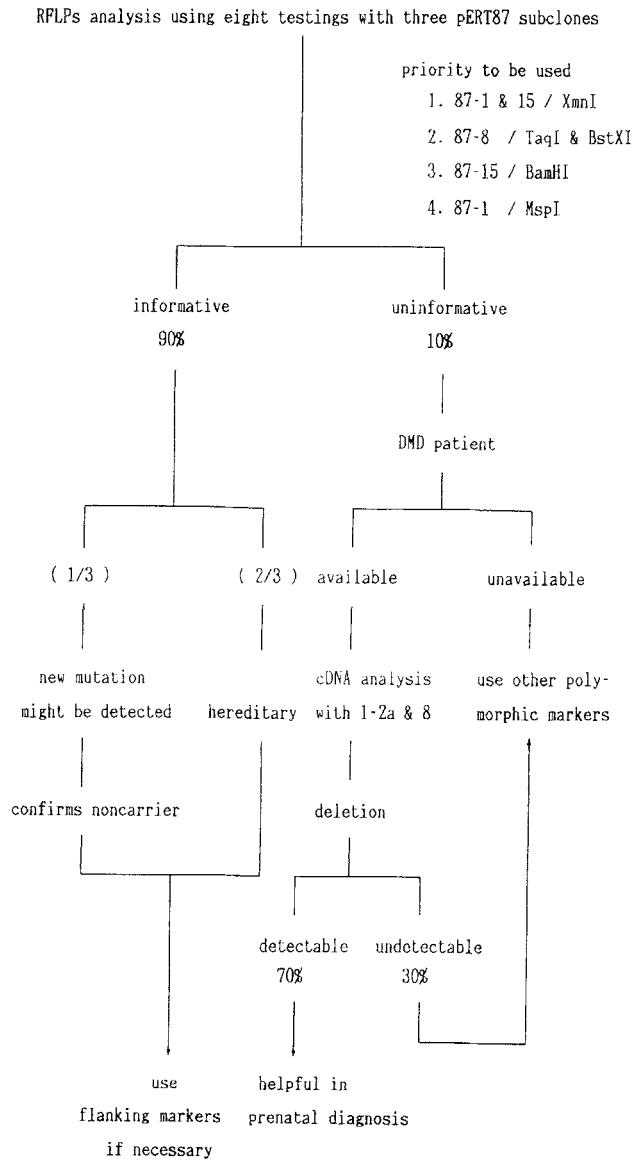 RFLPs analysis using eight testings with three pERT87 subclones
priority to be used
1. 87-1 & 15 / XmnI
2. 87-8 / TaqI & BstXI
3. 87-15 / BamHI
4. 87-1 / MspI
informative
90%
uninformative
10%
DMD patient
( 1/3 )
( 2/3 )
available
unavailable
new mutation
might be detected
hereditary
cDNA analysis
with 1-2a & 8
use other poly-
morphic markers
confirms noncarrier
deletion
detectable
70%
undetectable
30%
use
flanking markers
if necessary
helpful in
prenatal diagnosis